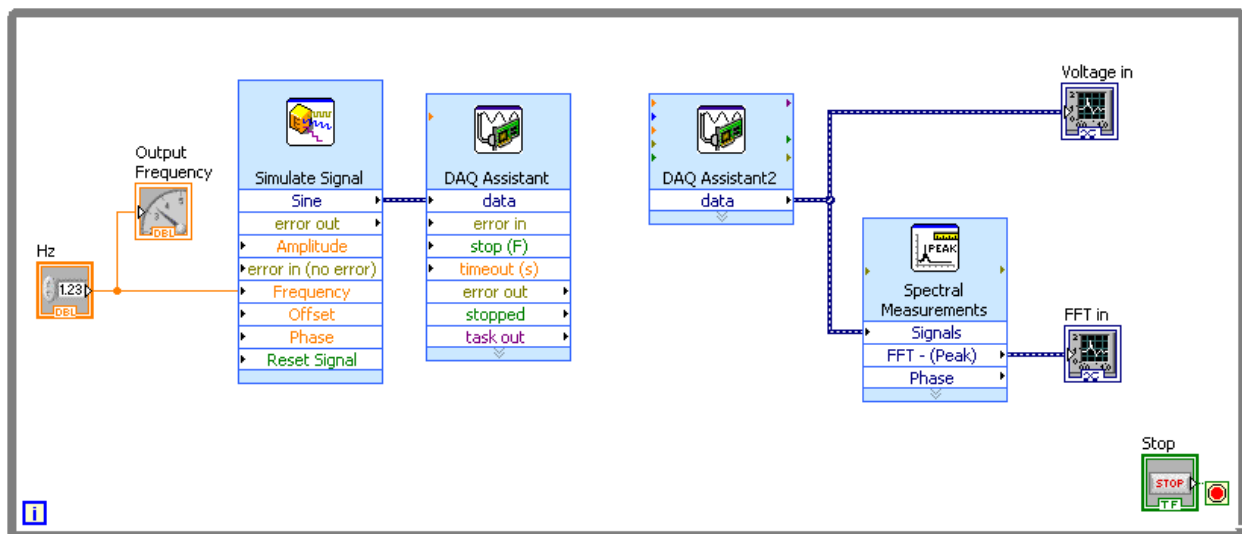 Voltage in
Output
Frequency
DBL
Hz
1.23
DBL
Simulate Signal
Sine
error out
Amplitude
error in (no error)
Frequency
Offset
Phase
Reset Signal
DAQ Assistant
data
error in
stop (F)
timeout (s)
error out
stopped
task out
DAQ Assistant2
data
PEAK
Spectral
Measurements
Signals
FFT - (Peak)
Phase
FFT in
Stop
STOP
TF
i